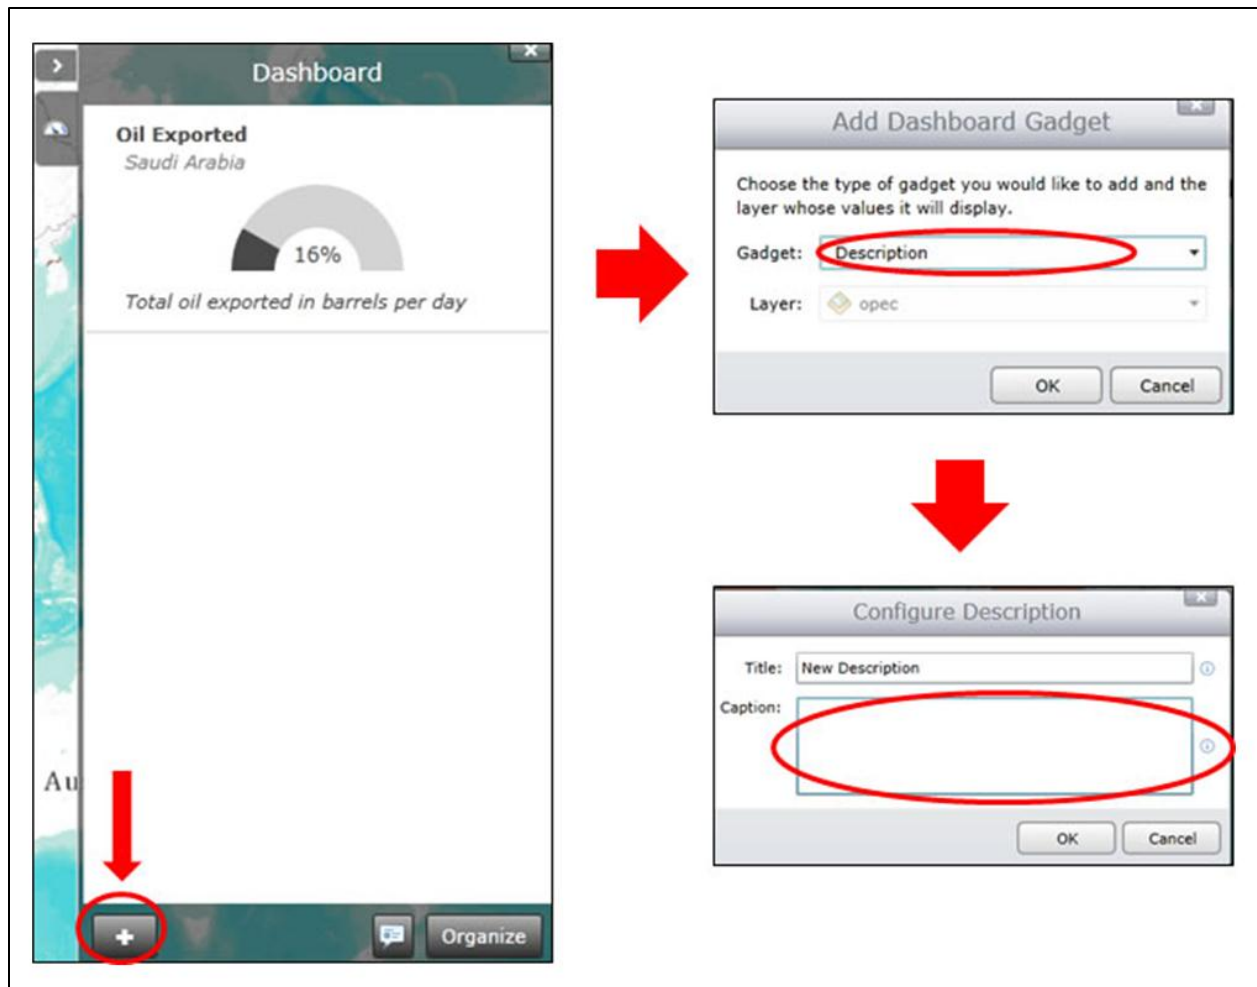 Dashboard
Oil Exported
Saudi Arabia
16%
Total oil exported in barrels per day
Au
+
Organize
Add Dashboard Gadget
Choose the type of gadget you would like to add and the
layer whose values it will display.
Gadget: Description
Layer: opec
OK Cancel
Configure Description
Title: New Description
Caption:
OK Cancel